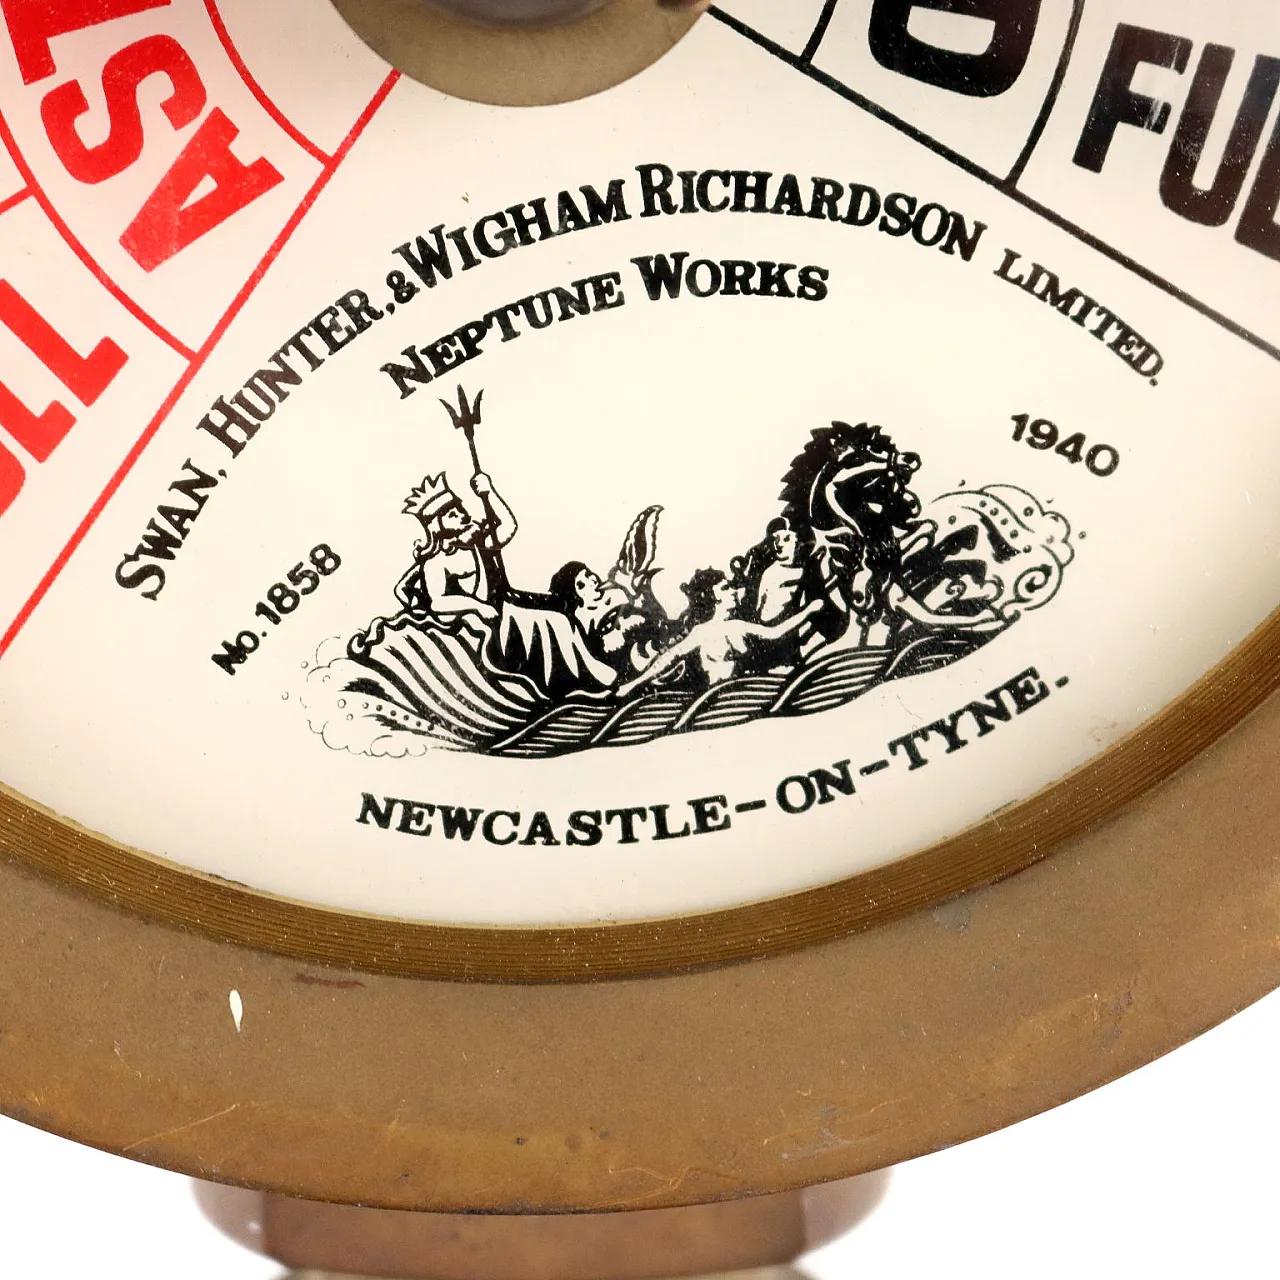 SWAN, HUNTER, & WIGHAM RICHARDSON LIMITED.
NEPTUNE WORKS
No. 1858
1940
NEWCASTLE-ON-TYNE.